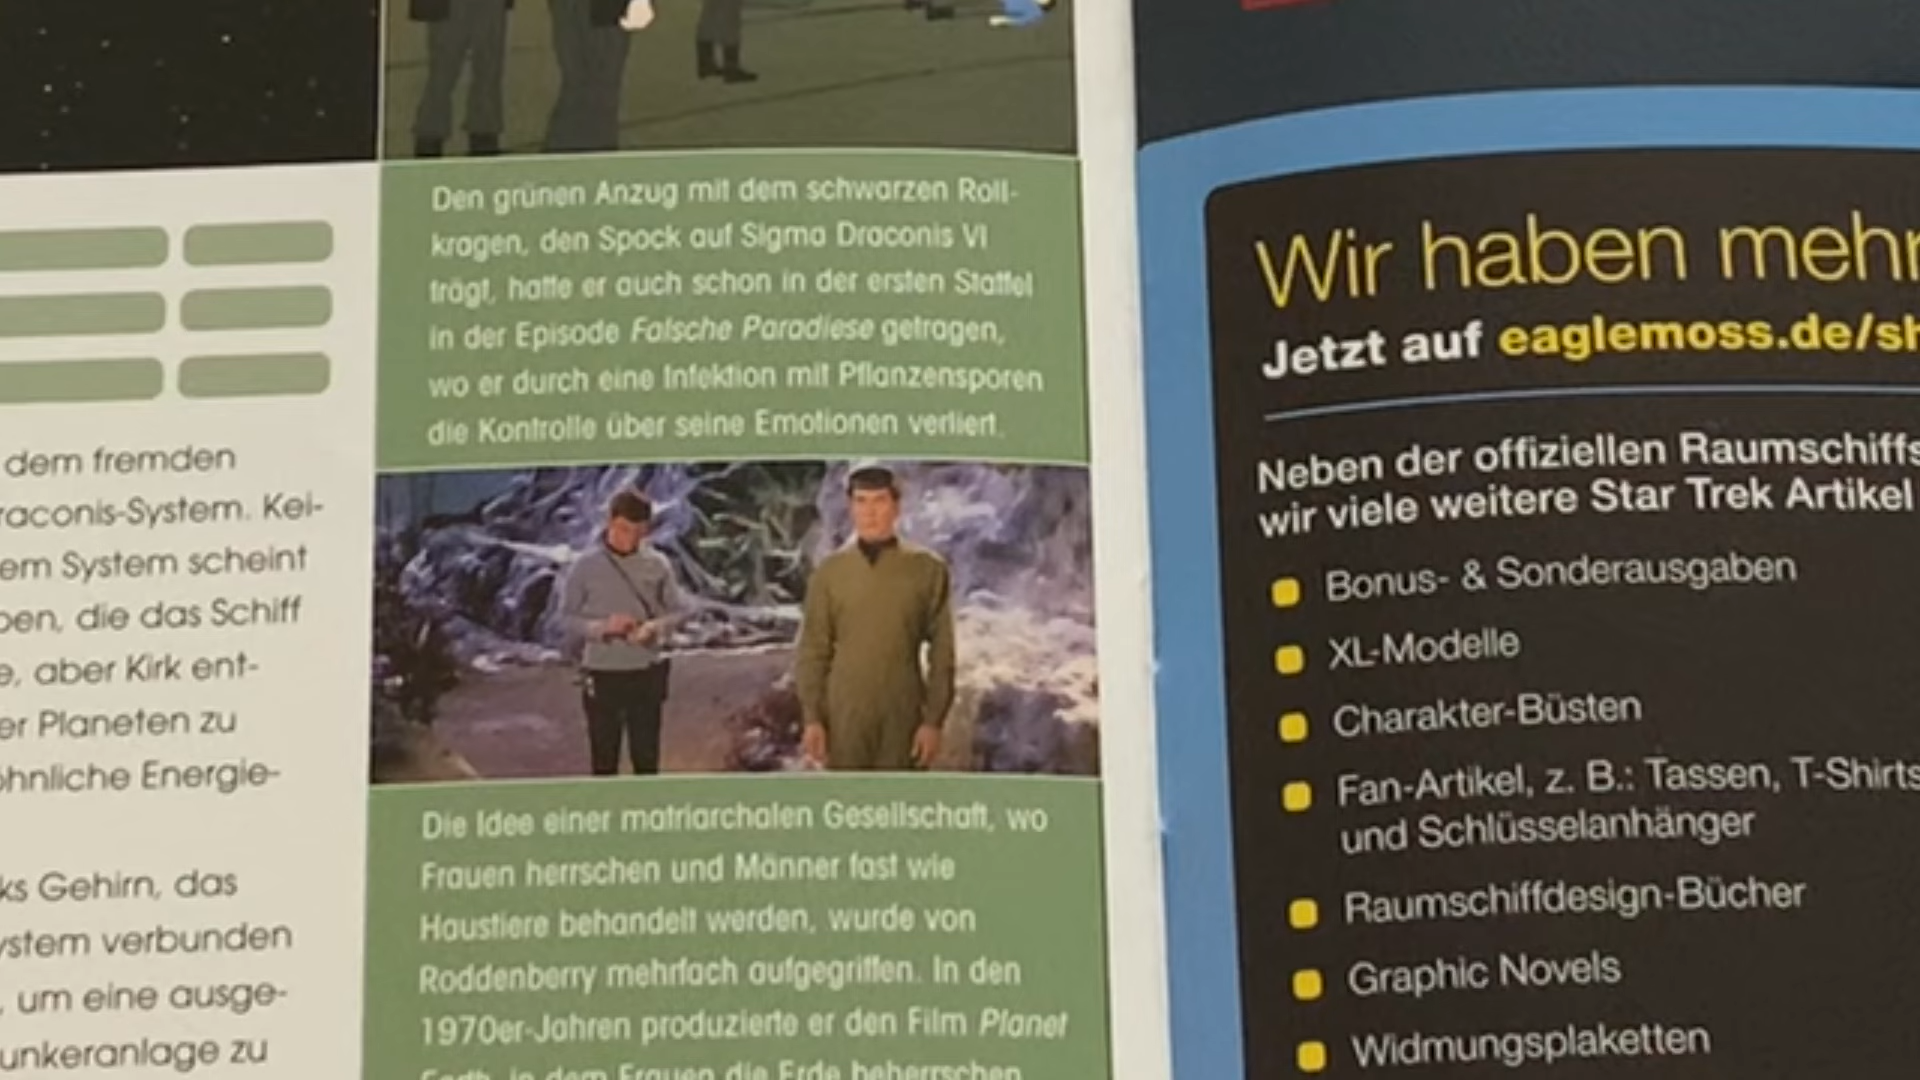 dem fremden
raconis-System. Kei-
em System scheint
ben, die das Schiff
e, aber Kirk ent-
er Planeten zu
öhnliche Energie-
ks Gehirn, das
ystem verbunden
, um eine ausge-
unkeranlage zu
Den grünen Anzug mit dem schwarzen Roll-
kragen, den Spock auf Sigma Draconis VI
trägt, hatte er auch schon in der ersten Staffel
in der Episode Falsche Paradiese getragen,
wo er durch eine Infektion mit Pflanzensporen
die Kontrolle über seine Emotionen verliert.
Die Idee einer matriarchalen Gesellschaft, wo
Frauen herrschen und Männer fast wie
Haustiere behandelt werden, wurde von
Roddenberry mehrfach aufgegriffen. In den
1970er-Jahren produzierte er den Film Planet
Earth, in dem Frauen die Erde beherrschen
Wir haben mehr
Jetzt auf eaglemoss.de/sh
Neben der offiziellen Raumschiffs
wir viele weitere Star Trek Artikel
Bonus- & Sonderausgaben
XL-Modelle
Charakter-Büsten
Fan-Artikel, z. B.: Tassen, T-Shirts
und Schlüsselanhänger
Raumschiffdesign-Bücher
Graphic Novels
Widmungsplaketten